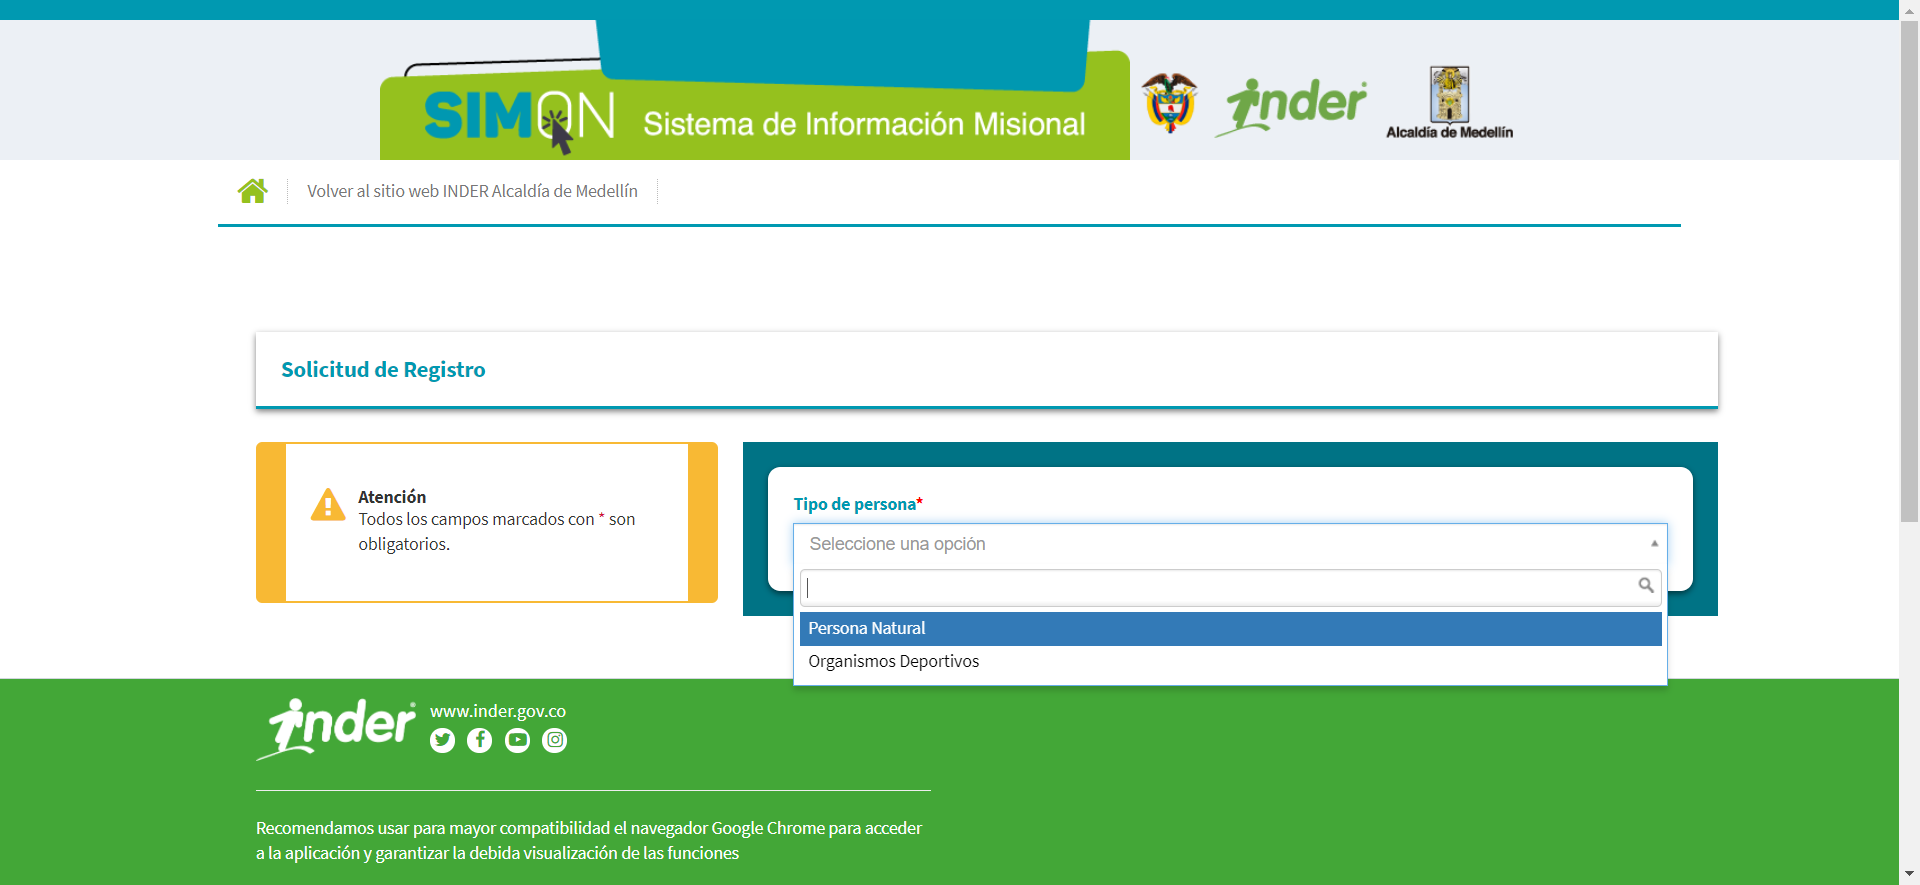 SIMON Sistema de Información Misional
inder
Alcaldía de Medellín
Volver al sitio web INDER Alcaldía de Medellín
Solicitud de Registro
Atención
Todos los campos marcados con * son
obligatorios.
Tipo de persona*
Seleccione una opción
Persona Natural
Organismos Deportivos
inder
www.inder.gov.co
Recomendamos usar para mayor compatibilidad el navegador Google Chrome para acceder
a la aplicación y garantizar la debida visualización de las funciones